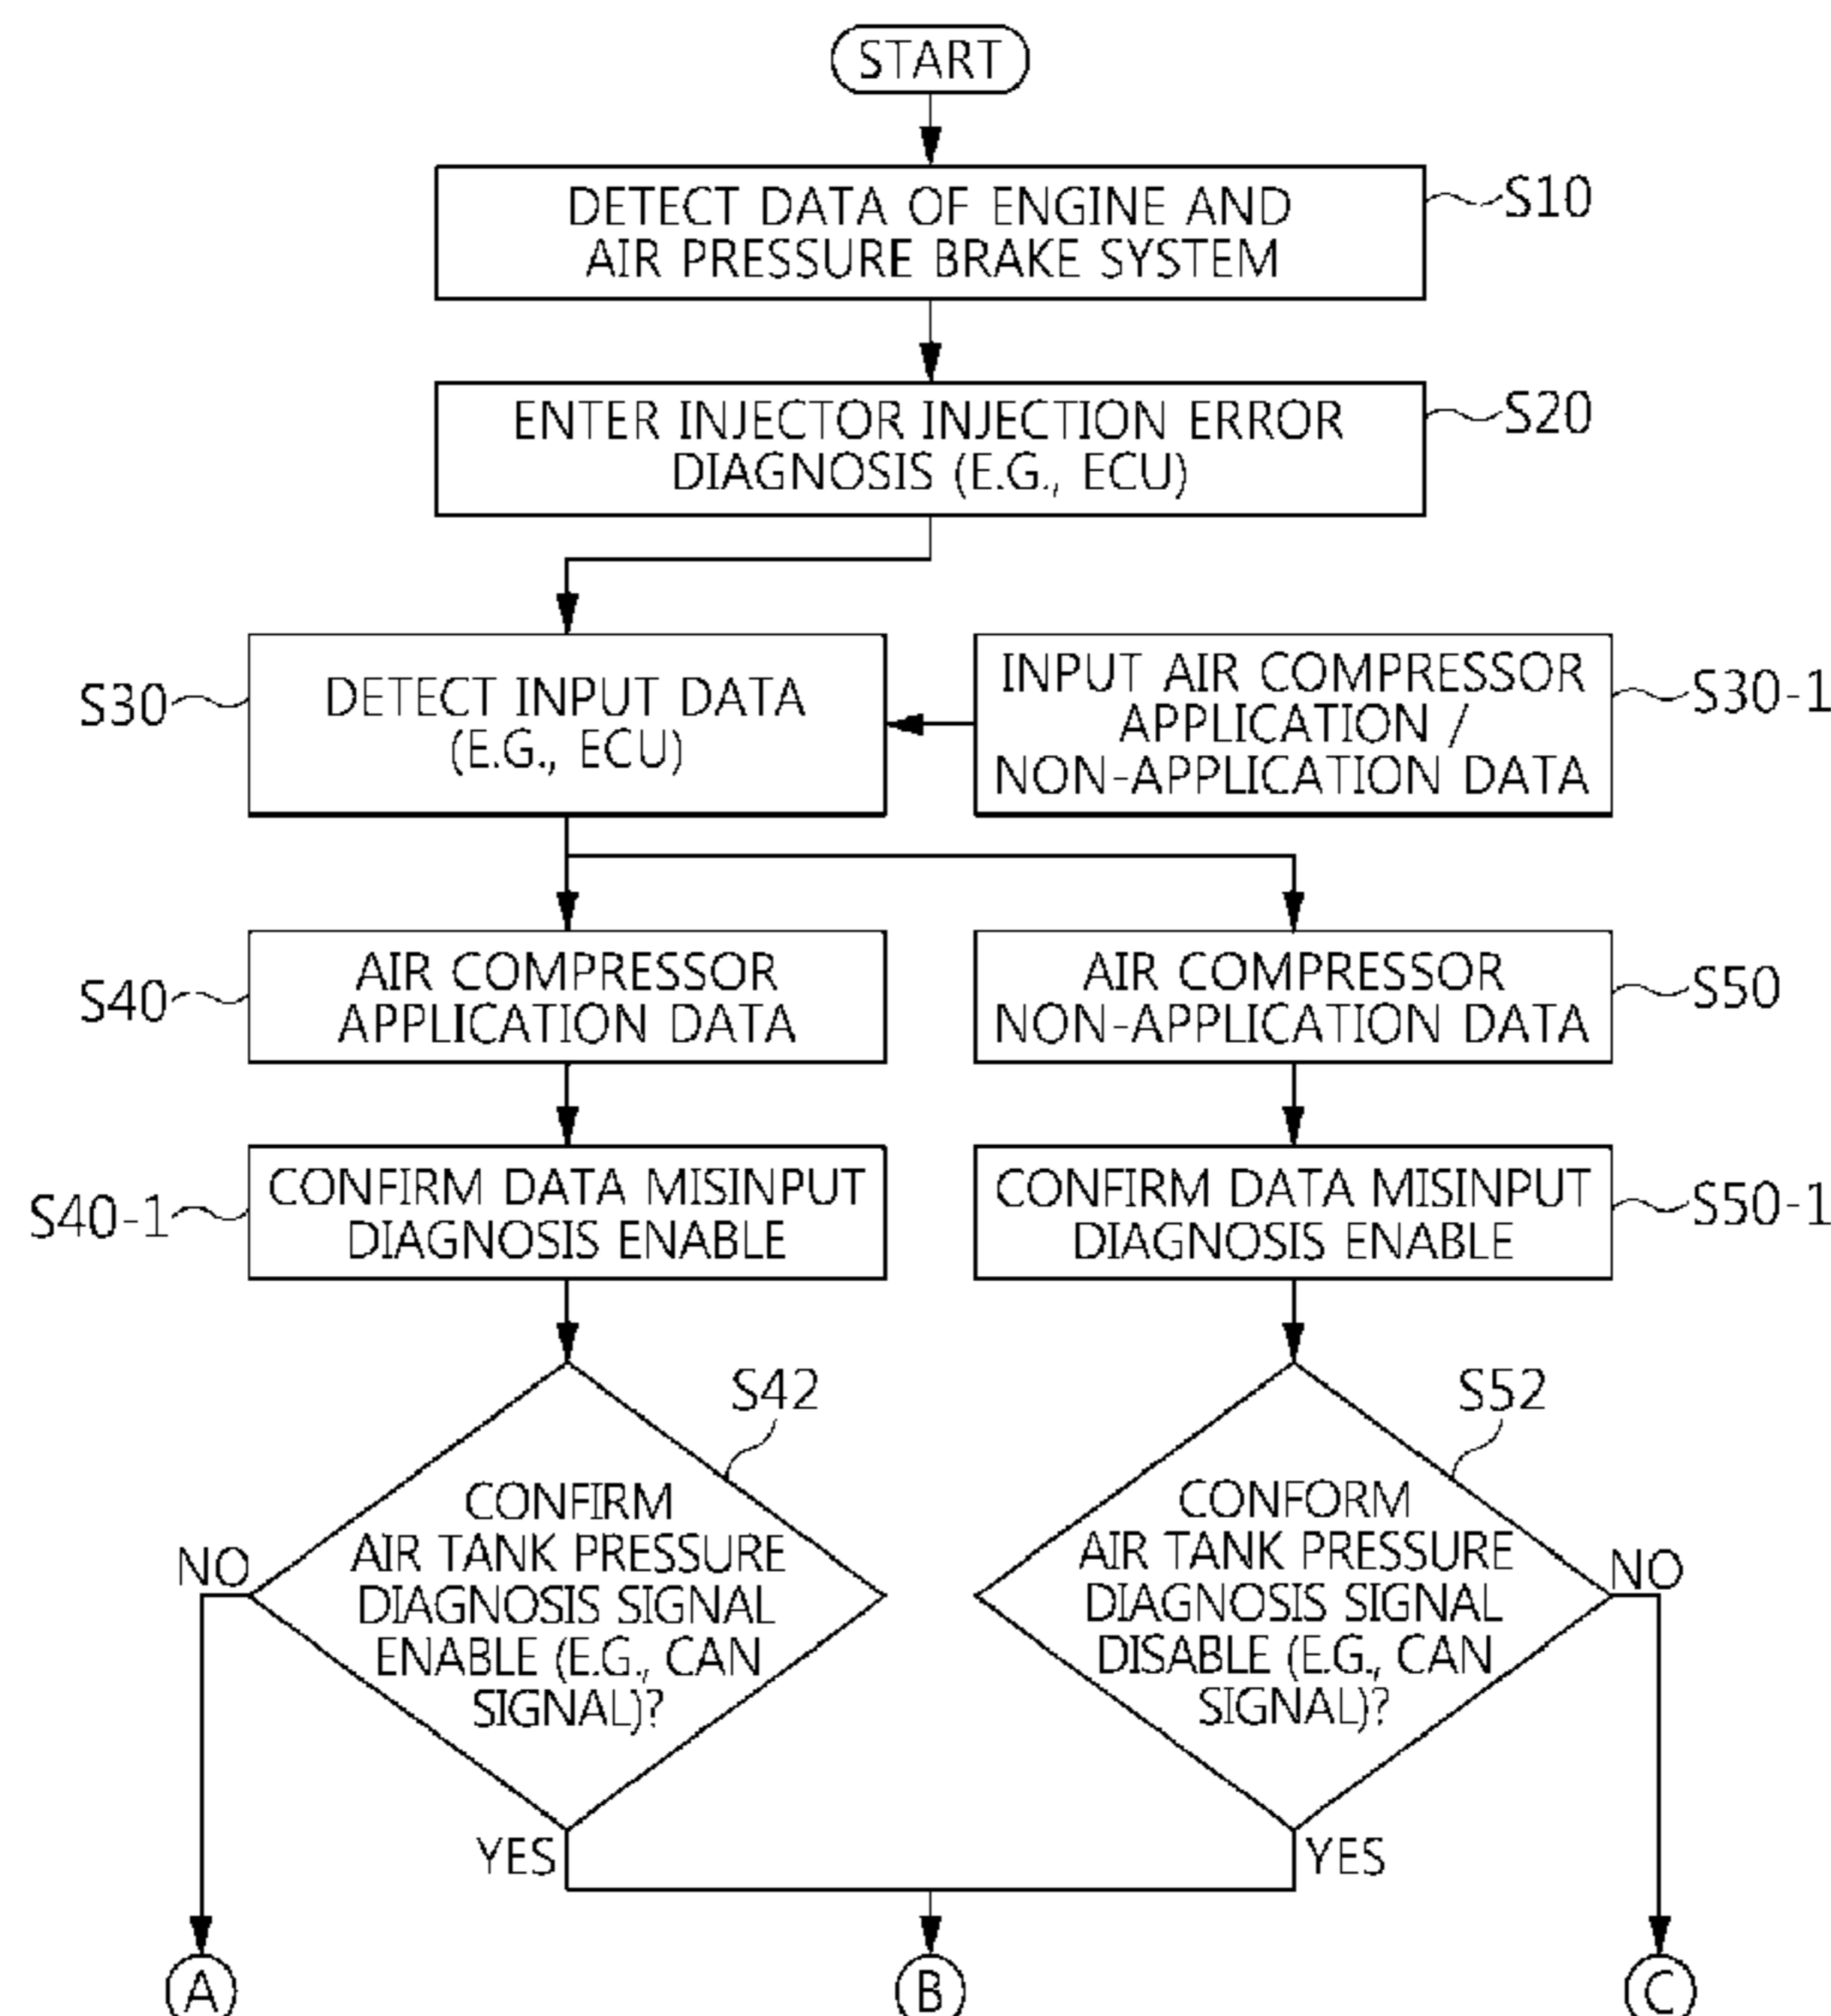 START
DETECT DATA OF ENGINE AND
AIR PRESSURE BRAKE SYSTEM
S10
ENTER INJECTOR INJECTION ERROR
DIAGNOSIS (E.G., ECU)
S20
S30
DETECT INPUT DATA
(E.G., ECU)
INPUT AIR COMPRESSOR
APPLICATION /
NON-APPLICATION DATA
S30-1
S40
AIR COMPRESSOR
APPLICATION DATA
AIR COMPRESSOR
NON-APPLICATION DATA
S50
S40-1
CONFIRM DATA MISINPUT
DIAGNOSIS ENABLE
CONFIRM DATA MISINPUT
DIAGNOSIS ENABLE
S50-1
S42
CONFIRM
AIR TANK PRESSURE
DIAGNOSIS SIGNAL
ENABLE (E.G., CAN
SIGNAL)?
NO
YES
S52
CONFORM
AIR TANK PRESSURE
DIAGNOSIS SIGNAL
DISABLE (E.G., CAN
SIGNAL)?
NO
YES
A
B
C